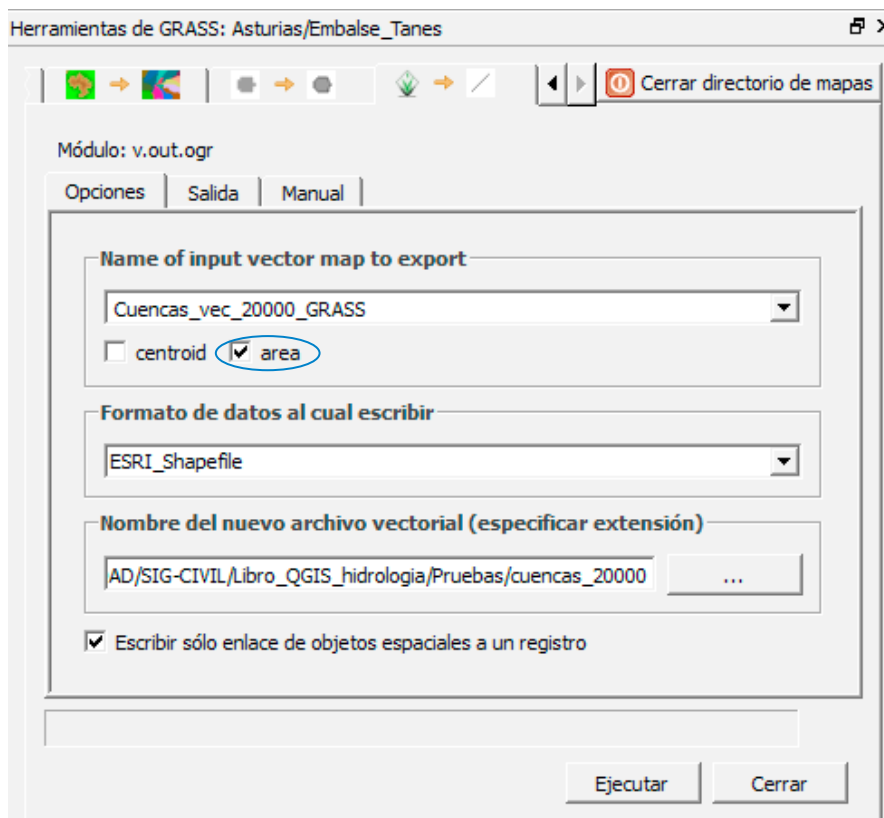 Herramientas de GRASS: Asturias/Embalse_Tanes
Cerrar directorio de mapas
Módulo: v.out.ogr
Opciones Salida Manual
Name of input vector map to export
Cuencas_vec_20000_GRASS
centroid area
Formato de datos al cual escribir
ESRI_Shapefile
Nombre del nuevo archivo vectorial (especificar extensión)
AD/SIG-CIVIL/Libro_QGIS_hidrologia/Pruebas/cuencas_20000 ...
Escribir sólo enlace de objetos espaciales a un registro
Ejecutar Cerrar